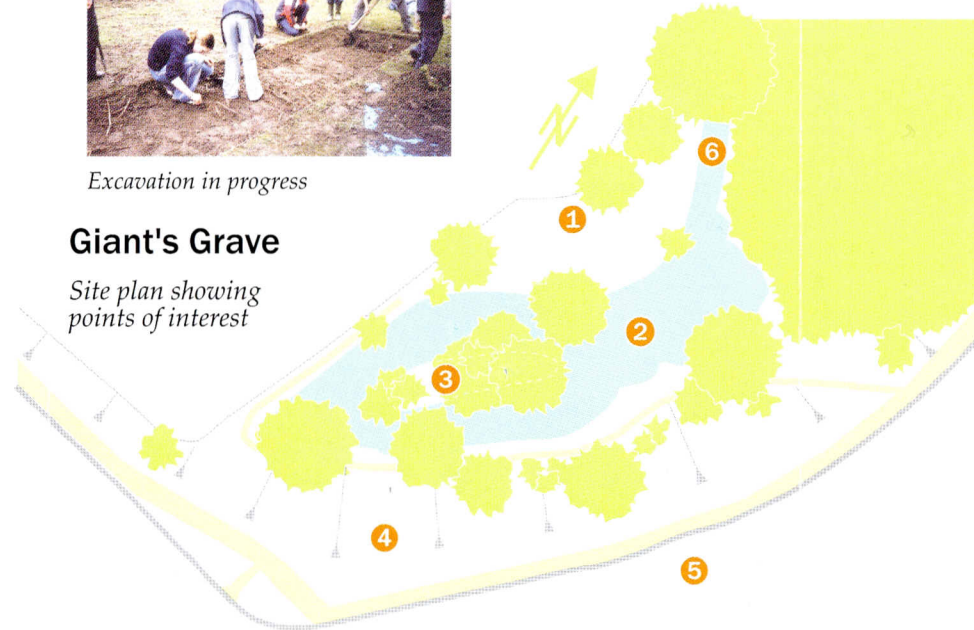 Excavation in progress
Giant's Grave
Site plan showing
points of interest
6
1
2
3
4
5